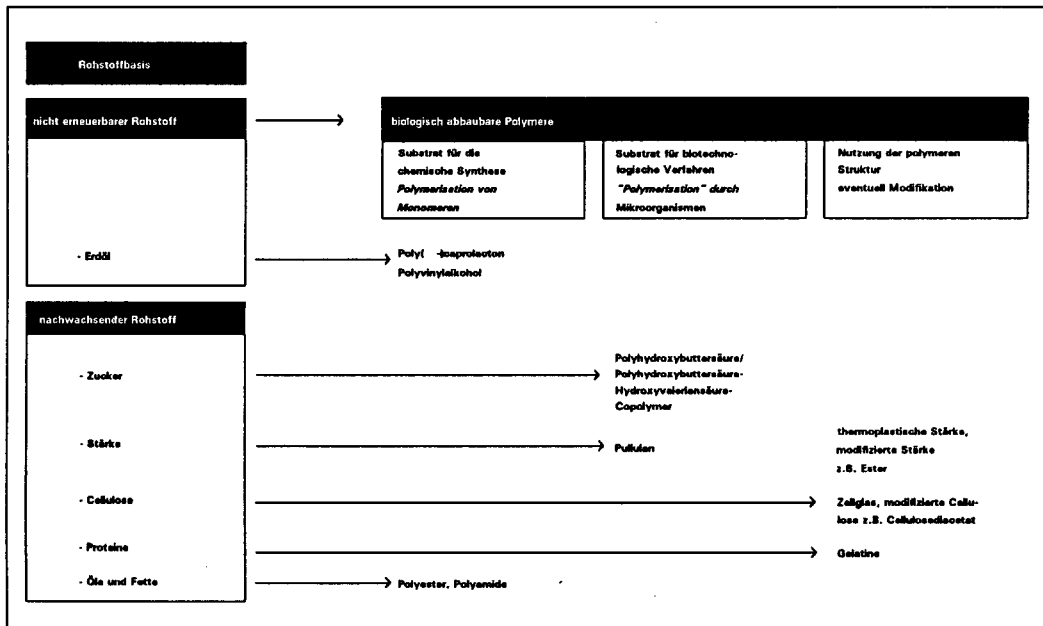 Rohstoffbasis
nicht erneuerbarer Rohstoff
biologisch abbaubare Polymere
Substrat für die
chemische Synthese
Polymerisation von
Monomeren
Substrat für biotechno-
logische Verfahren
"Polymerisation" durch
Mikroorganismen
Nutzung der polymeren
Struktur
eventuell Modifikation
- Erdöl
Poly( -)caprolacton
Polyvinylalkohol
nachwachsender Rohstoff
- Zucker
Polyhydroxybuttersäure/
Polyhydroxybuttersäure-
Hydroxyvaleriansäure-
Copolymer
- Stärke
Pullulan
thermoplastische Stärke,
modifizierte Stärke
z.B. Ester
- Cellulose
Zellglas, modifizierte Cellu-
lose z.B. Cellulosediacetat
- Proteine
Gelatine
- Öle und Fette
Polyester, Polyamide